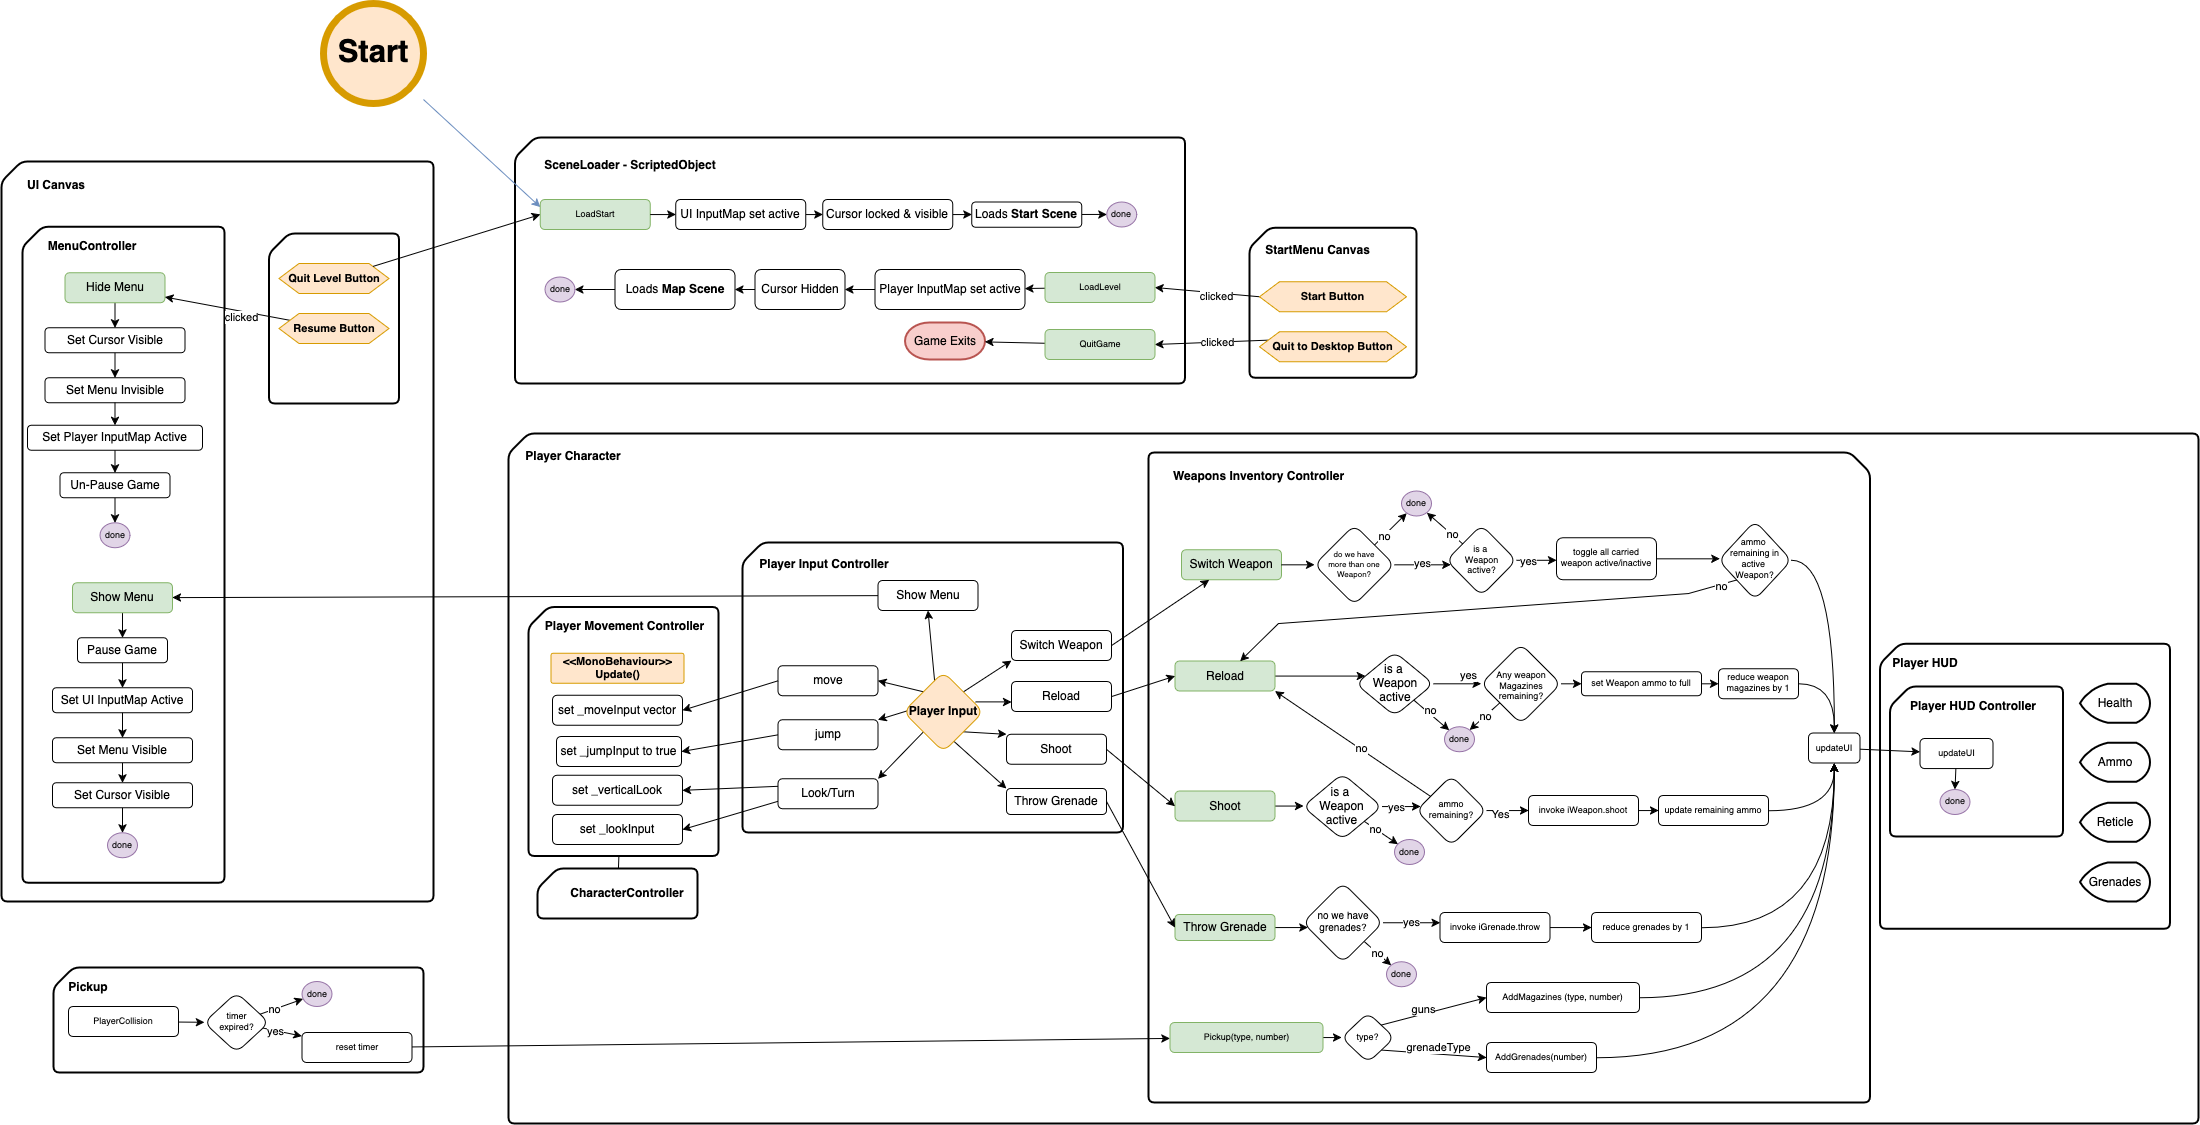 Start
UI Canvas
MenuController
Hide Menu
Set Cursor Visible
Set Menu Invisible
Set Player InputMap Active
Un-Pause Game
done
Show Menu
Pause Game
Set UI InputMap Active
Set Menu Visible
Set Cursor Visible
done
Quit Level Button
Resume Button
clicked
SceneLoader - ScriptedObject
LoadStart
UI InputMap set active
Cursor locked & visible
Loads Start Scene
done
done
Loads Map Scene
Cursor Hidden
Player InputMap set active
LoadLevel
Game Exits
QuitGame
clicked
clicked
StartMenu Canvas
Start Button
Quit to Desktop Button
Player Character
Player Movement Controller
<<MonoBehaviour>>
Update()
set _moveInput vector
set _jumpInput to true
set _verticalLook
set _lookInput
CharacterController
Player Input Controller
Show Menu
Switch Weapon
move
Reload
Player Input
jump
Shoot
Look/Turn
Throw Grenade
Weapons Inventory Controller
Switch Weapon
do we have
more than one
Weapon?
no
yes
done
no
is a
Weapon
active?
yes
toggle all carried
weapon active/inactive
ammo
remaining in
active
Weapon?
no
Reload
is a
Weapon
active
yes
no
done
Any weapon
Magazines
remaining?
no
set Weapon ammo to full
reduce weapon
magazines by 1
updateUI
Shoot
is a
Weapon
active
yes
no
done
ammo
remaining?
no
Yes
invoke iWeapon.shoot
update remaining ammo
Throw Grenade
no we have
grenades?
yes
no
done
invoke iGrenade.throw
reduce grenades by 1
Pickup(type, number)
type?
guns
AddMagazines (type, number)
grenadeType
AddGrenades(number)
Player HUD
Player HUD Controller
updateUI
done
Health
Ammo
Reticle
Grenades
Pickup
PlayerCollision
timer
expired?
no
done
yes
reset timer